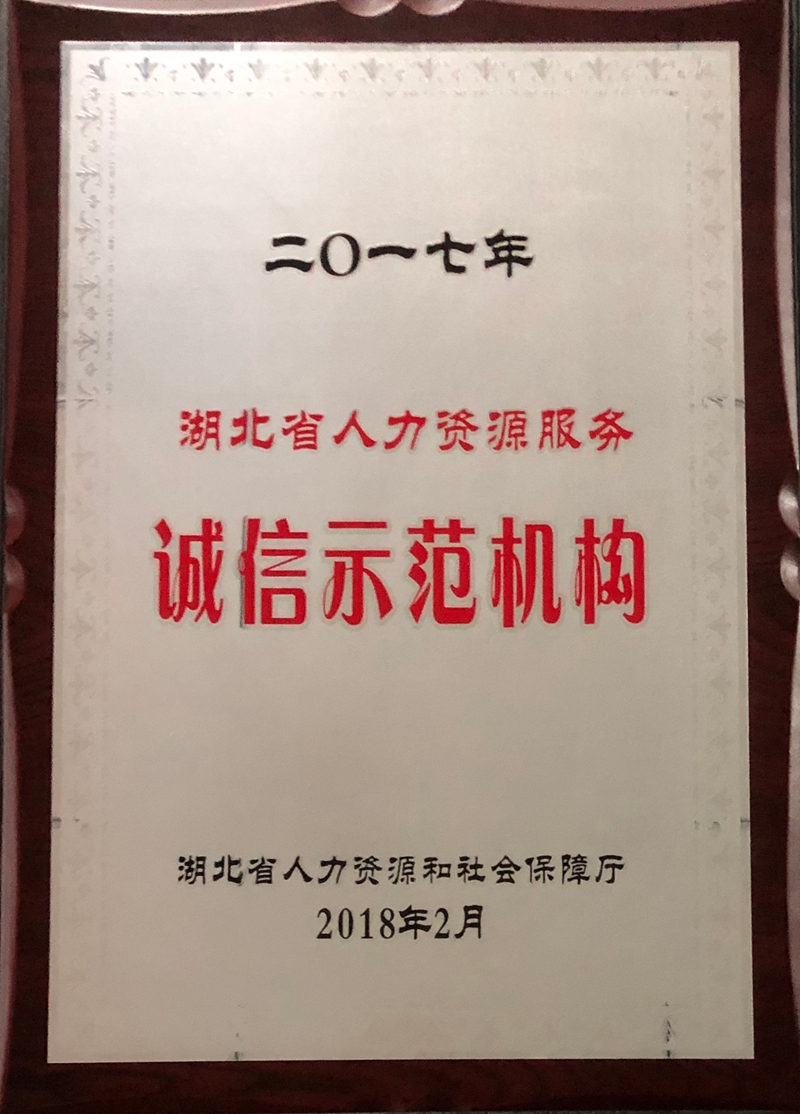 二O一七年
湖北省人力资源服务
诚信示范机构
湖北省人力资源和社会保障厅
2018年2月